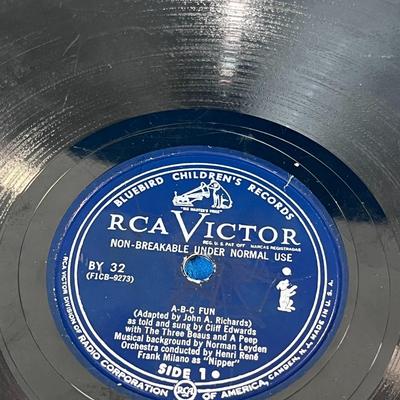 BLUEBIRD CHILDREN'S RECORDS
"HIS MASTER'S VOICE"
RCA VICTOR
REG. U. S. PAT. OFF. MARCAS REGISTRADAS
NON-BREAKABLE UNDER NORMAL USE
BY 32
(F1CB-9273)
A-B-C FUN
(Adapted by John A. Richards)
as told and sung by Cliff Edwards
with The Three Beaus and A Peep
Musical background by Norman Leyden
Orchestra conducted by Henri René
Frank Milano as "Nipper"
SIDE 1
RCA VICTOR DIVISION OF RADIO CORPORATION RCA OF AMERICA, CAMDEN, N.J. MADE IN U. S. A.